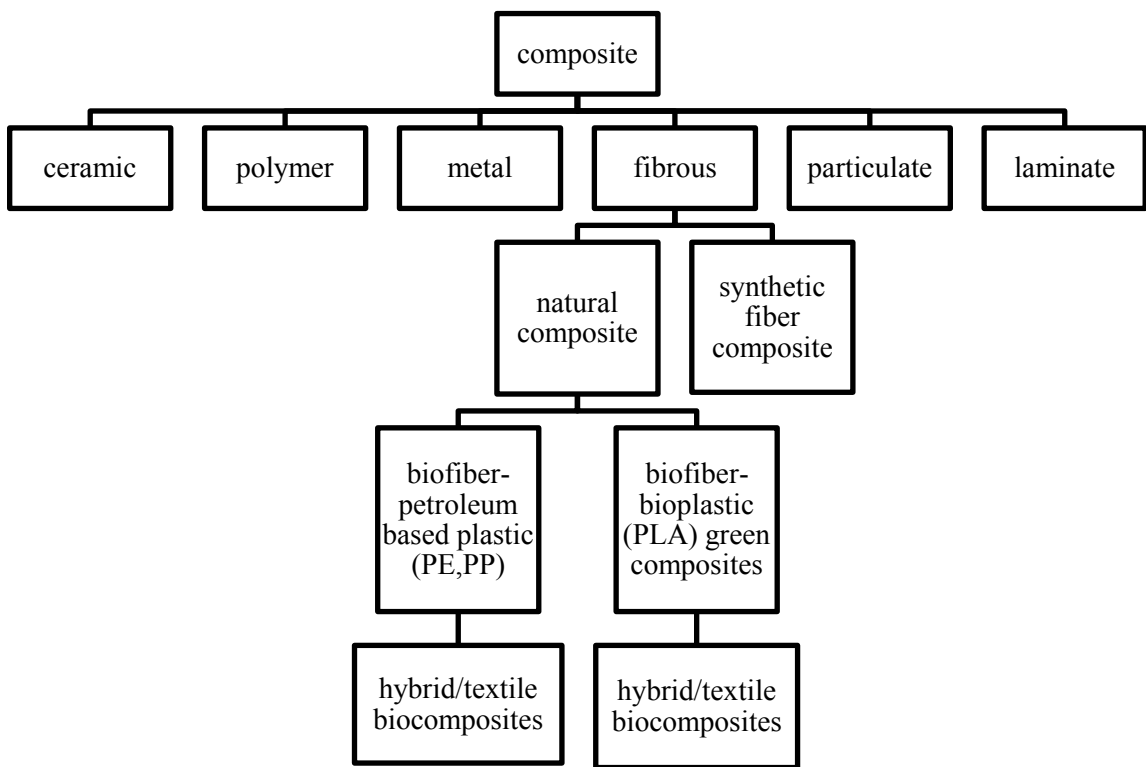 composite
ceramic
polymer
metal
fibrous
particulate
laminate
natural
composite
synthetic
fiber
composite
biofiber-
petroleum
based plastic
(PE,PP)
biofiber-
bioplastic
(PLA) green
composites
hybrid/textile
biocomposites
hybrid/textile
biocomposites